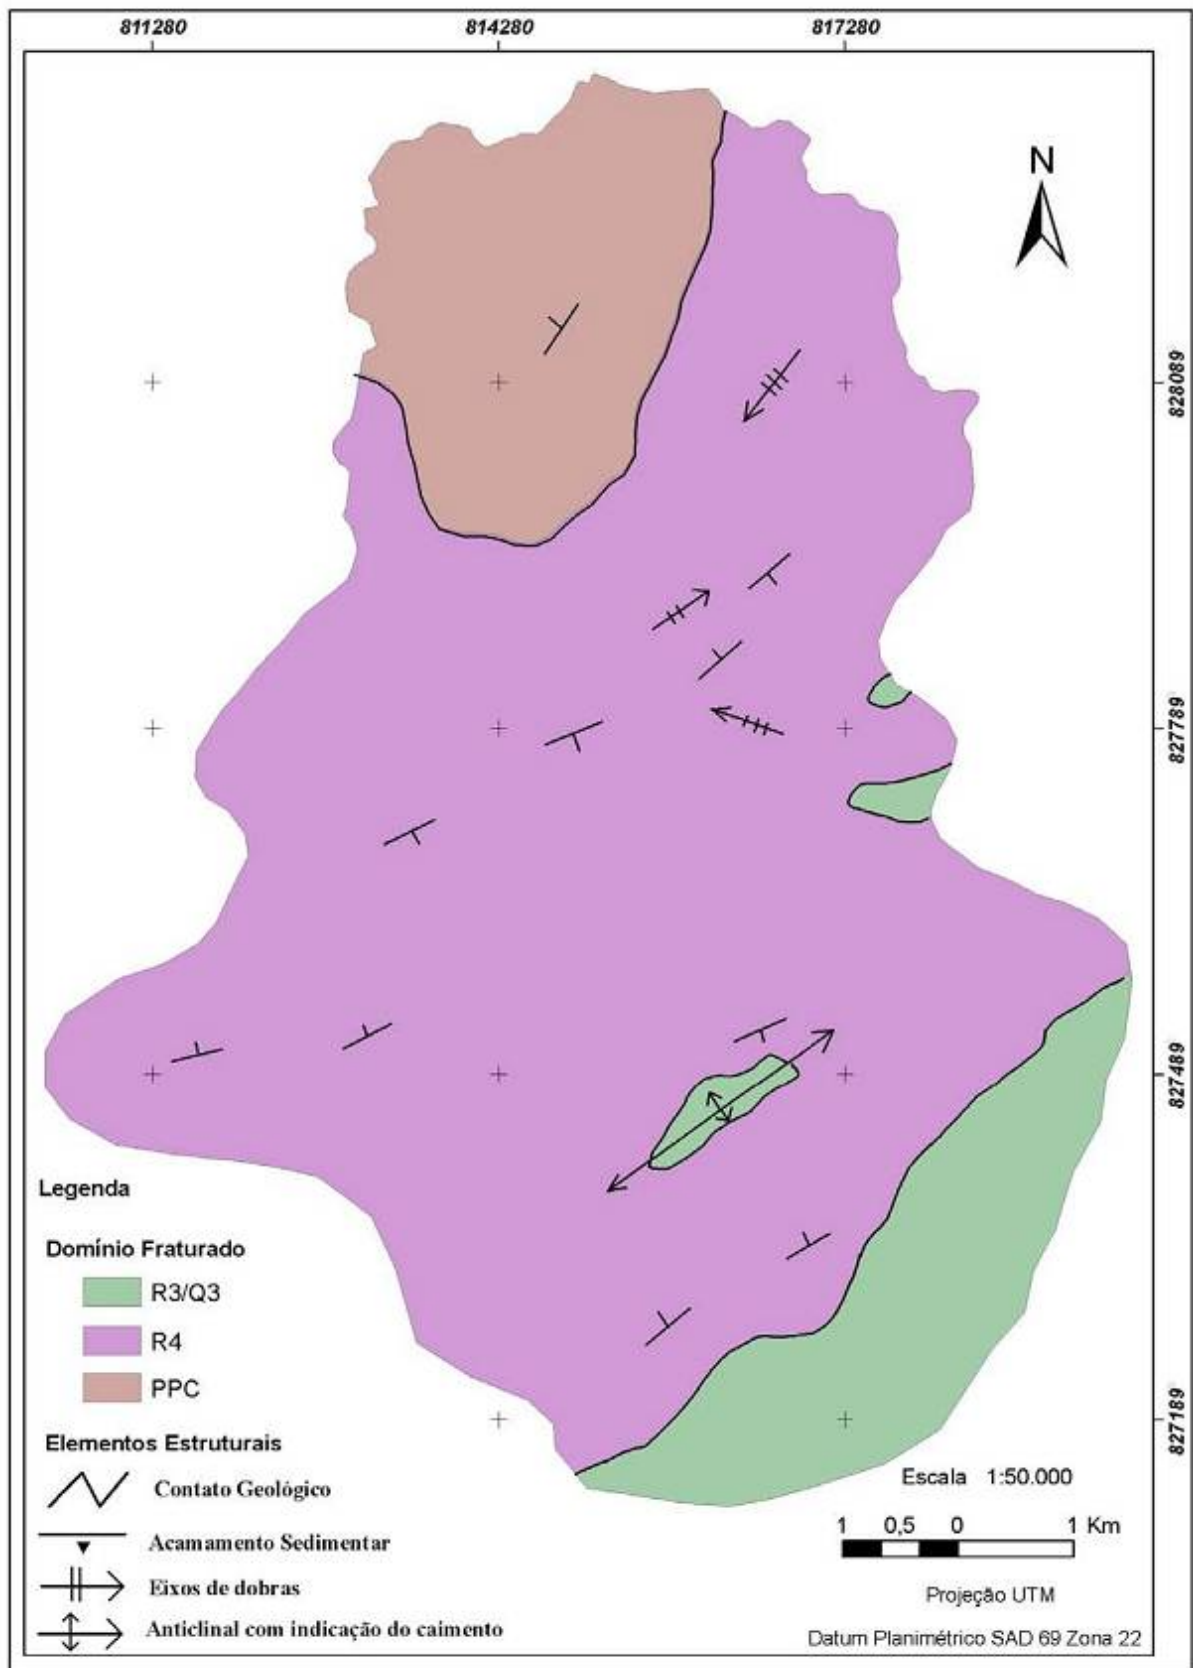 811280 814280 817280
N
828089
827789
827489
827189
Legenda
Domínio Fraturado
R3/Q3
R4
PPC
Elementos Estruturais
Contato Geológico
Acamamento Sedimentar
Eixos de dobras
Anticlinal com indicação do caimento
Escala 1:50.000
1 0,5 0 1 Km
Projeção UTM
Datum Planimétrico SAD 69 Zona 22